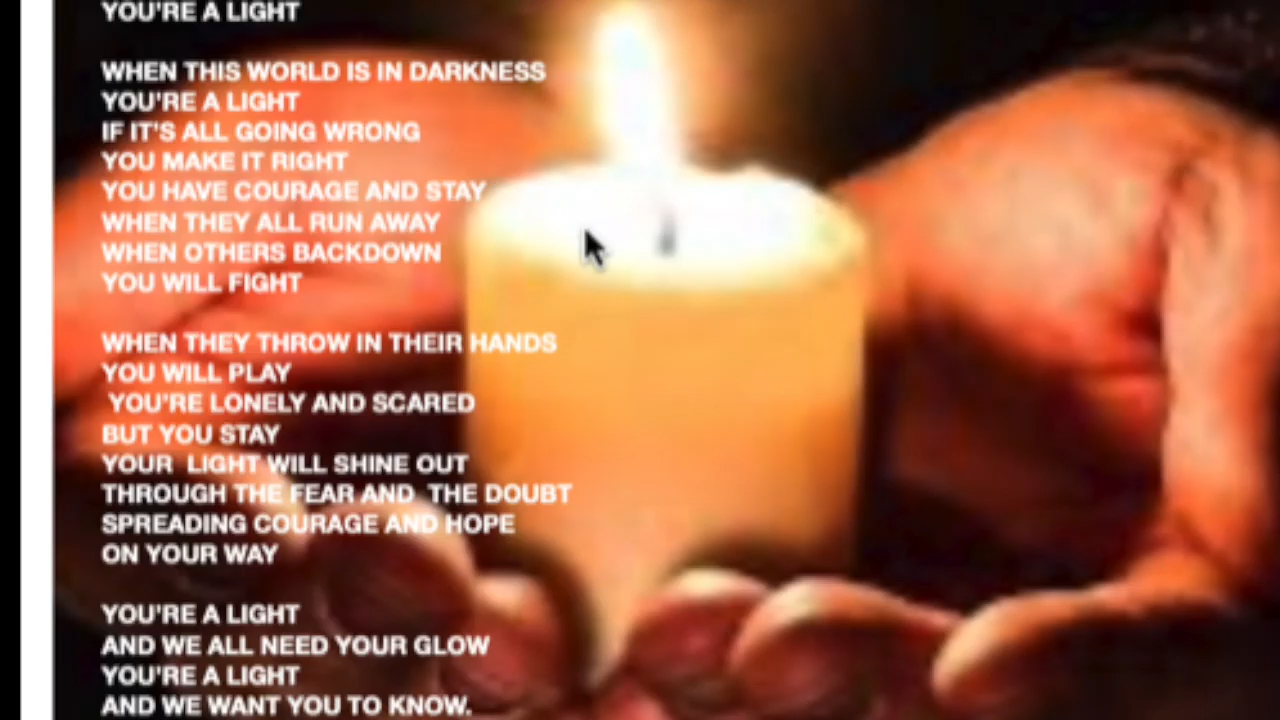 YOU'RE A LIGHT
WHEN THIS WORLD IS IN DARKNESS
YOU'RE A LIGHT
IF IT'S ALL GOING WRONG
YOU MAKE IT RIGHT
YOU HAVE COURAGE AND STAY
WHEN THEY ALL RUN AWAY
WHEN OTHERS BACKDOWN
YOU WILL FIGHT
WHEN THEY THROW IN THEIR HANDS
YOU WILL PLAY
YOU'RE LONELY AND SCARED
BUT YOU STAY
YOUR LIGHT WILL SHINE OUT
THROUGH THE FEAR AND THE DOUBT
SPREADING COURAGE AND HOPE
ON YOUR WAY
YOU'RE A LIGHT
AND WE ALL NEED YOUR GLOW
YOU'RE A LIGHT
AND WE WANT YOU TO KNOW.